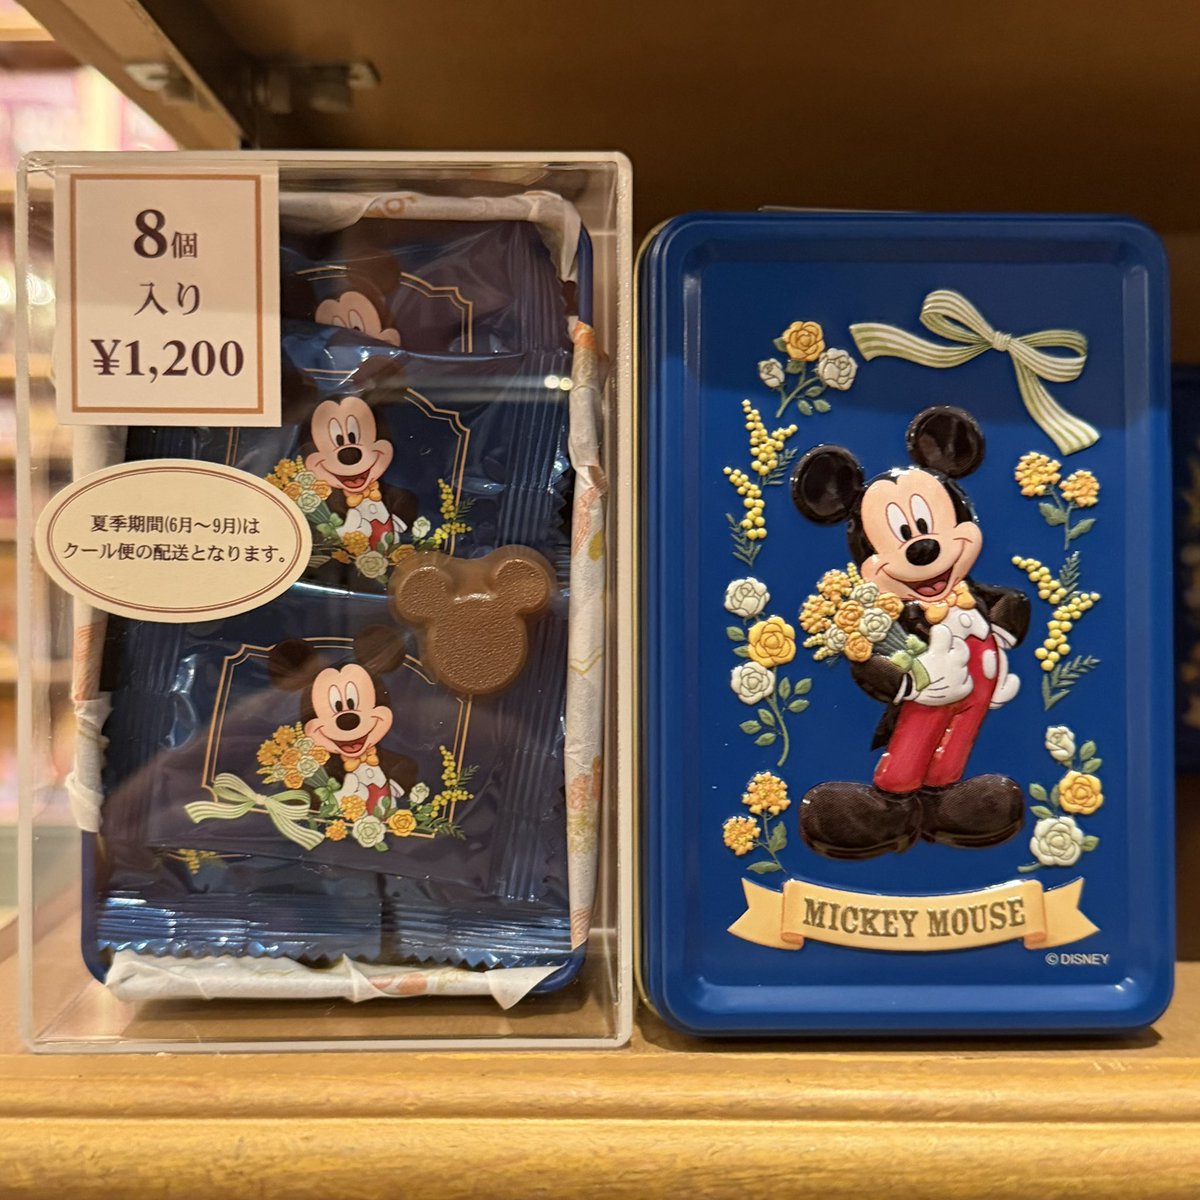 8個
入り
¥1,200
夏季期間(6月～9月)は
クール便の配送となります。
MICKEY MOUSE
©DISNEY